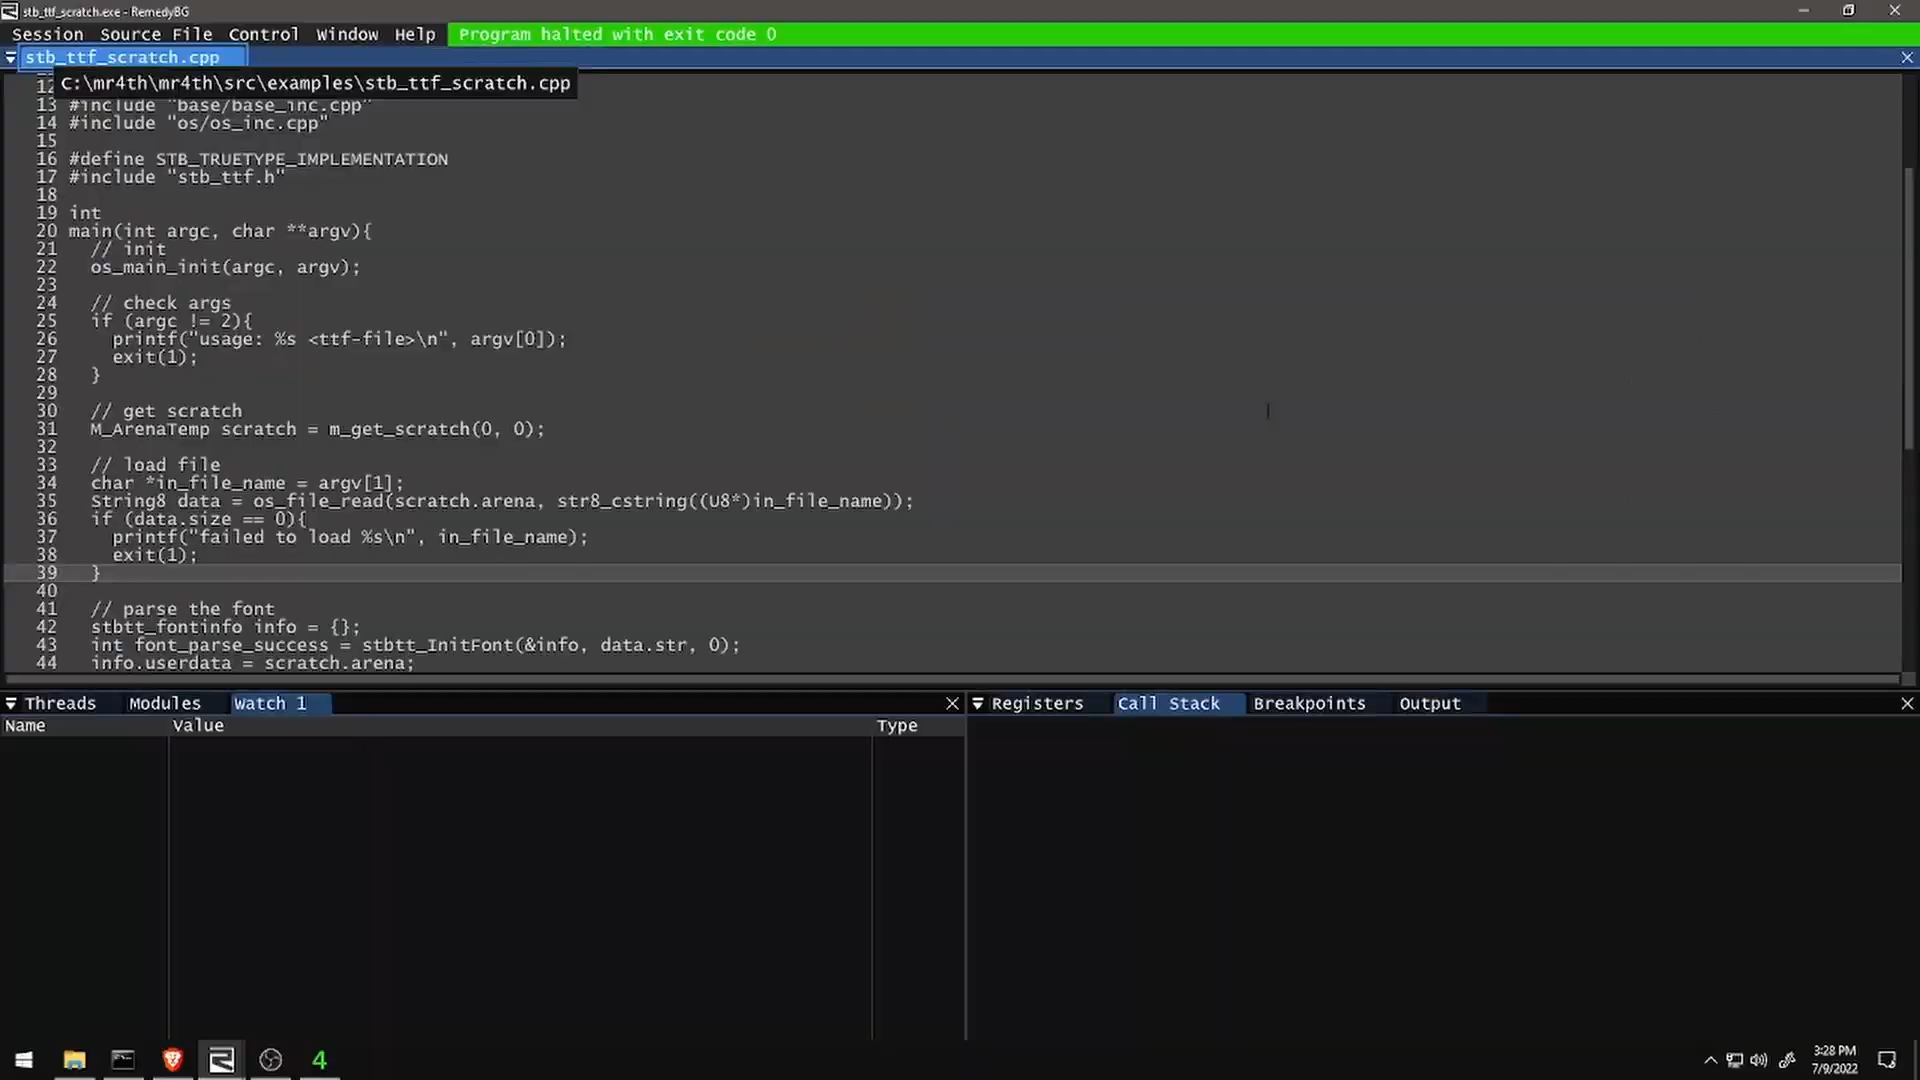 stb_ttf_scratch.exe - RemedyBG
Session Source File Control Window Help Program halted with exit code 0
stb_ttf_scratch.cpp
12 C:\mr4th\mr4th\src\examples\stb_ttf_scratch.cpp
13 #include "base/base_inc.cpp"
14 #include "os/os_inc.cpp"
15
16 #define STB_TRUETYPE_IMPLEMENTATION
17 #include "stb_ttf.h"
18
19 int
20 main(int argc, char **argv){
21 // init
22 os_main_init(argc, argv);
23
24 // check args
25 if (argc != 2){
26 printf("usage: %s <ttf-file>\n", argv[0]);
27 exit(1);
28 }
29
30 // get scratch
31 M_ArenaTemp scratch = m_get_scratch(0, 0);
32
33 // load file
34 char *in_file_name = argv[1];
35 String8 data = os_file_read(scratch.arena, str8_cstring((U8*)in_file_name));
36 if (data.size == 0){
37 printf("failed to load %s\n", in_file_name);
38 exit(1);
39 }
40
41 // parse the font
42 stbtt_fontinfo info = {};
43 int font_parse_success = stbtt_InitFont(&info, data.str, 0);
44 info.userdata = scratch.arena;
Threads Modules Watch 1
Name Value Type
Registers Call Stack Breakpoints Output
4
3:28 PM
7/9/2022